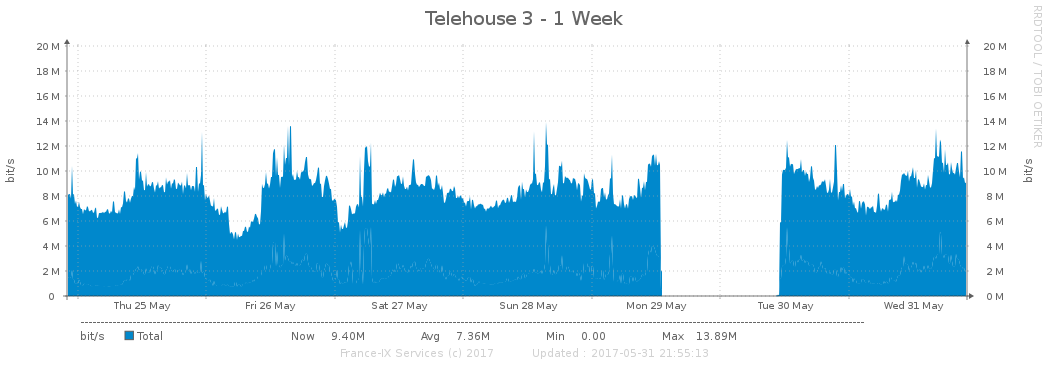 Telehouse 3 - 1 Week
RRDTOOL / TOBI OETIKER
bit/s
bit/s
20 M 20 M
18 M 18 M
16 M 16 M
14 M 14 M
12 M 12 M
10 M 10 M
8 M 8 M
6 M 6 M
4 M 4 M
2 M 2 M
0 0 M
Thu 25 May Fri 26 May Sat 27 May Sun 28 May Mon 29 May Tue 30 May Wed 31 May
bit/s Total Now 9.40M Avg 7.36M Min 0.00 Max 13.89M
France-IX Services (c) 2017 Updated : 2017-05-31 21:55:13